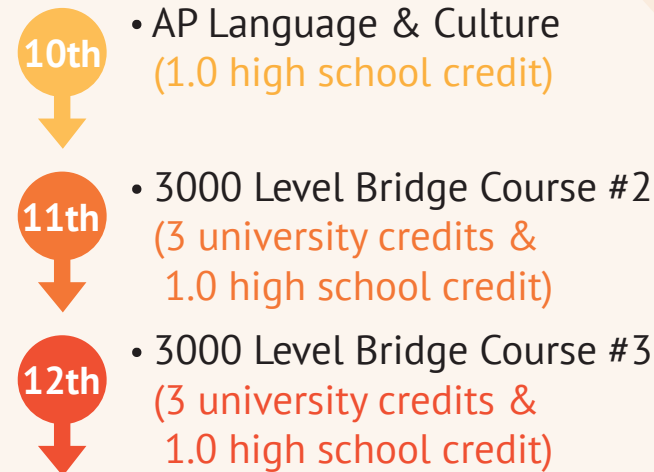 10th
• AP Language & Culture
(1.0 high school credit)
11th
• 3000 Level Bridge Course #2
(3 university credits &
1.0 high school credit)
12th
• 3000 Level Bridge Course #3
(3 university credits &
1.0 high school credit)